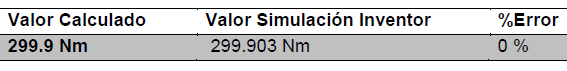 Valor Calculado Valor Simulación Inventor %Error
299.9 Nm 299.903 Nm 0 %